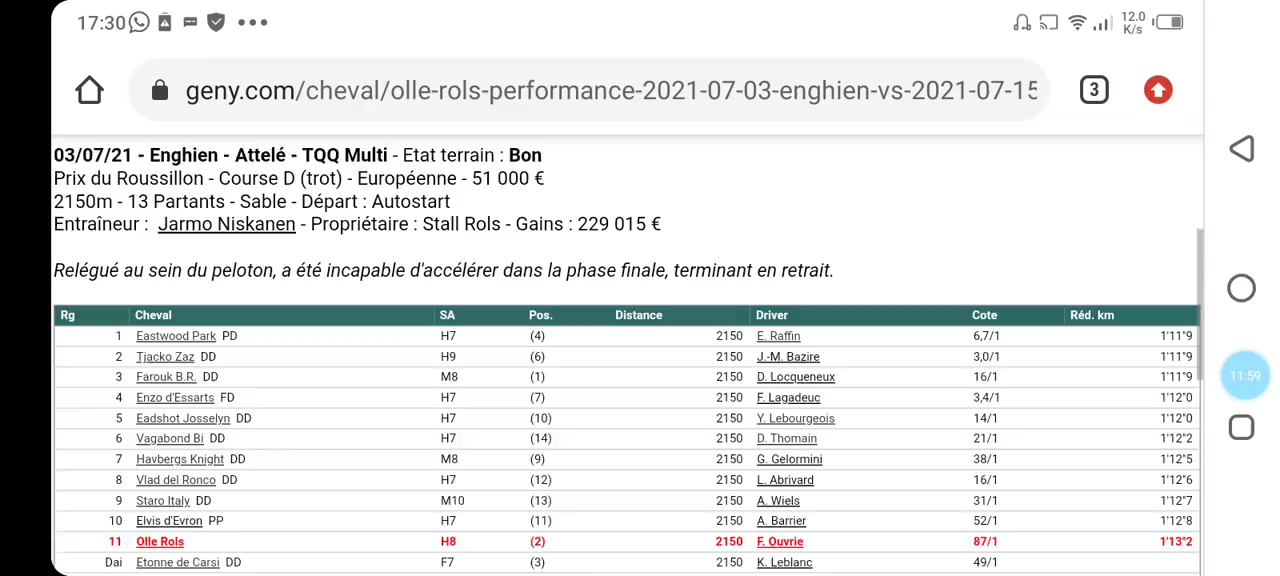 17:30 12.0 K/s
geny.com/cheval/olle-rols-performance-2021-07-03-enghien-vs-2021-07-15
3
03/07/21 - Enghien - Attelé - TQQ Multi - Etat terrain : Bon
Prix du Roussillon - Course D (trot) - Européenne - 51 000 €
2150m - 13 Partants - Sable - Départ : Autostart
Entraîneur : Jarmo Niskanen - Propriétaire : Stall Rols - Gains : 229 015 €
Relégué au sein du peloton, a été incapable d'accélérer dans la phase finale, terminant en retrait.
Rg Cheval SA Pos. Distance Driver Cote Réd. km
1 Eastwood Park PD H7 (4) 2150 E. Raffin 6,7/1 1'11"9
2 Tjacko Zaz DD H9 (6) 2150 J.-M. Bazire 3,0/1 1'11"9
3 Farouk B.R. DD M8 (1) 2150 D. Locqueneux 16/1 1'11"9
11:59
4 Enzo d'Essarts FD H7 (7) 2150 F. Lagadeuc 3,4/1 1'12"0
5 Eadshot Josselyn DD H7 (10) 2150 Y. Lebourgeois 14/1 1'12"0
6 Vagabond Bi DD H7 (14) 2150 D. Thomain 21/1 1'12"2
7 Havbergs Knight DD M8 (9) 2150 G. Gelormini 38/1 1'12"5
8 Vlad del Ronco DD H7 (12) 2150 L. Abrivard 16/1 1'12"6
9 Staro Italy DD M10 (13) 2150 A. Wiels 31/1 1'12"7
10 Elvis d'Evron PP H7 (11) 2150 A. Barrier 52/1 1'12"8
11 Olle Rols H8 (2) 2150 F. Ouvrie 87/1 1'13"2
Dai Etonne de Carsi DD F7 (3) 2150 K. Leblanc 49/1